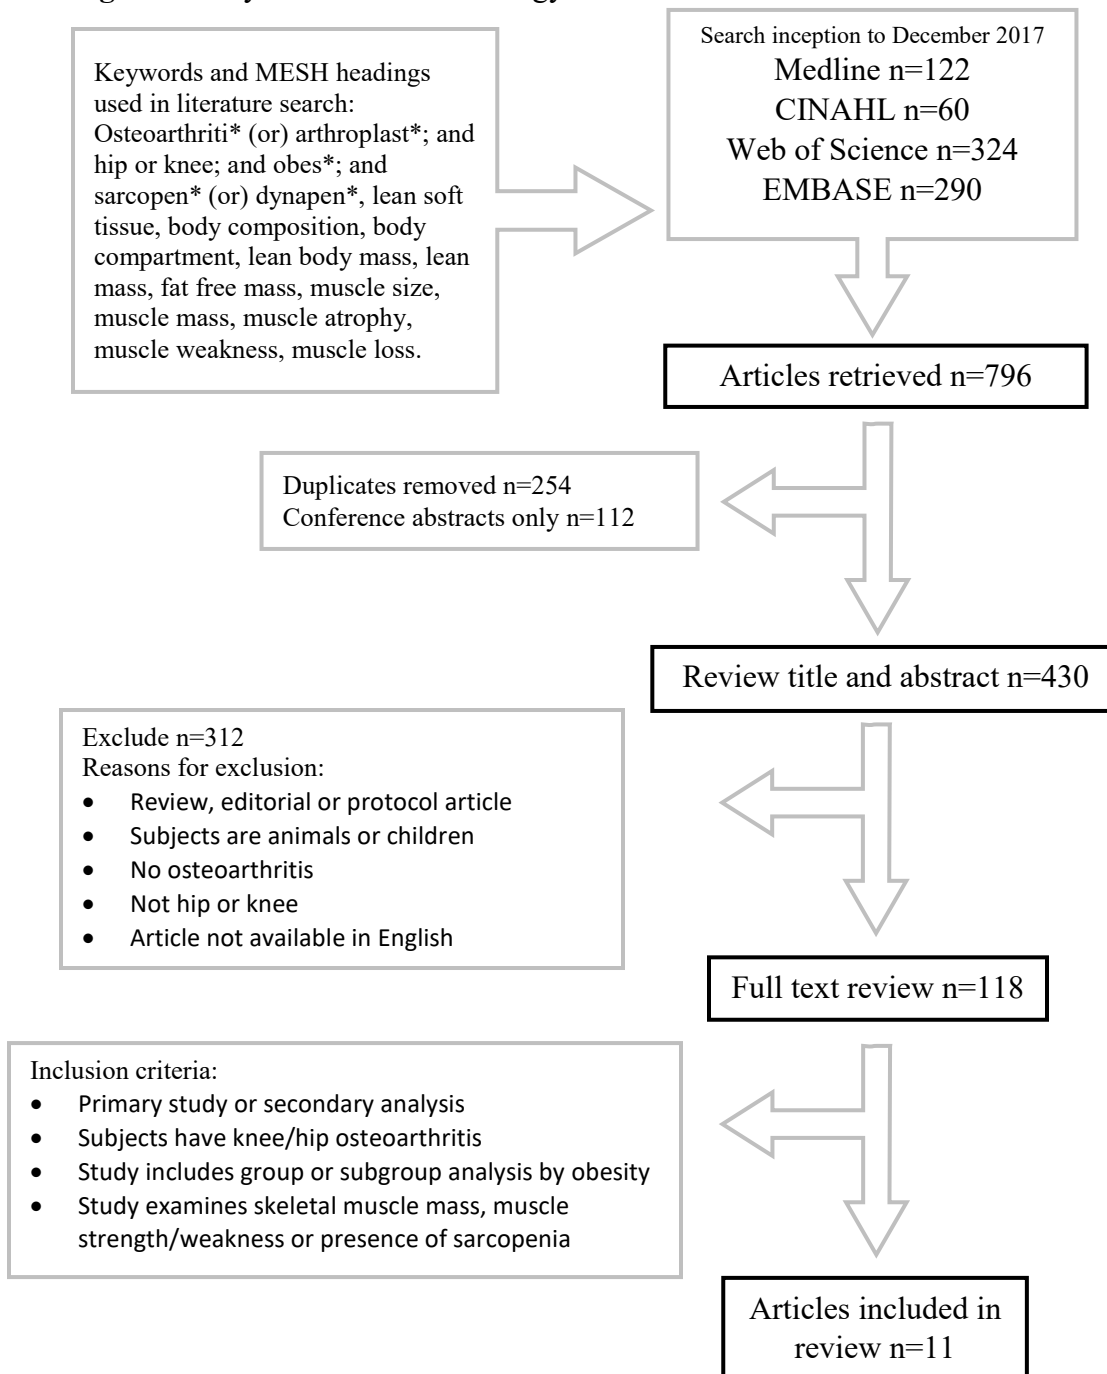 Search inception to December 2017
Medline n=122
CINAHL n=60
Web of Science n=324
EMBASE n=290
Keywords and MESH headings
used in literature search:
Osteoarthriti* (or) arthroplast*; and
hip or knee; and obes*; and
sarcopen* (or) dynapen*, lean soft
tissue, body composition, body
compartment, lean body mass, lean
mass, fat free mass, muscle size,
muscle mass, muscle atrophy,
muscle weakness, muscle loss.
Articles retrieved n=796
Duplicates removed n=254
Conference abstracts only n=112
Review title and abstract n=430
Exclude n=312
Reasons for exclusion:
• Review, editorial or protocol article
• Subjects are animals or children
• No osteoarthritis
• Not hip or knee
• Article not available in English
Full text review n=118
Inclusion criteria:
• Primary study or secondary analysis
• Subjects have knee/hip osteoarthritis
• Study includes group or subgroup analysis by obesity
• Study examines skeletal muscle mass, muscle
strength/weakness or presence of sarcopenia
Articles included in
review n=11